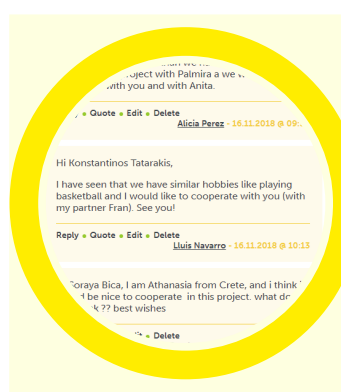 project with Palmira
with you and with Anita.
• Quote • Edit • Delete
Alicia Perez - 16.11.2018 @ 09:
Hi Konstantinos Tatarakis,
I have seen that we have similar hobbies like playing
basketball and I would like to cooperate with you (with
my partner Fran). See you!
Reply • Quote • Edit • Delete
Lluis Navarro - 16.11.2018 @ 10:13
Soraya Bica, I am Athanasia from Crete, and i think
be nice to cooperate in this project. what do
?? best wishes
• Delete